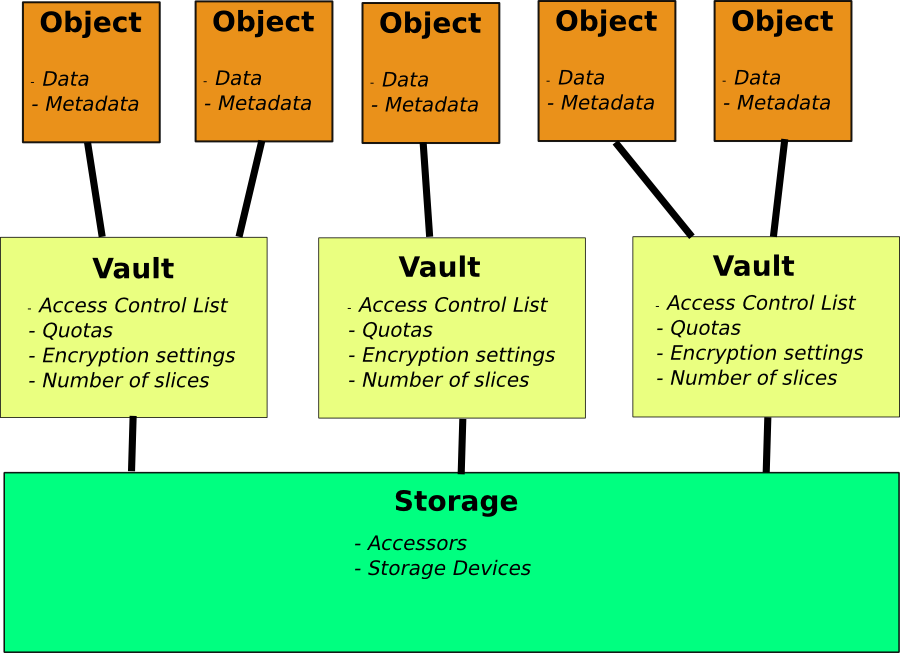 Object
- Data
- Metadata
Object
- Data
- Metadata
Object
- Data
- Metadata
Object
- Data
- Metadata
Object
- Data
- Metadata
Vault
- Access Control List
- Quotas
- Encryption settings
- Number of slices
Vault
- Access Control List
- Quotas
- Encryption settings
- Number of slices
Vault
- Access Control List
- Quotas
- Encryption settings
- Number of slices
Storage
- Accessors
- Storage Devices